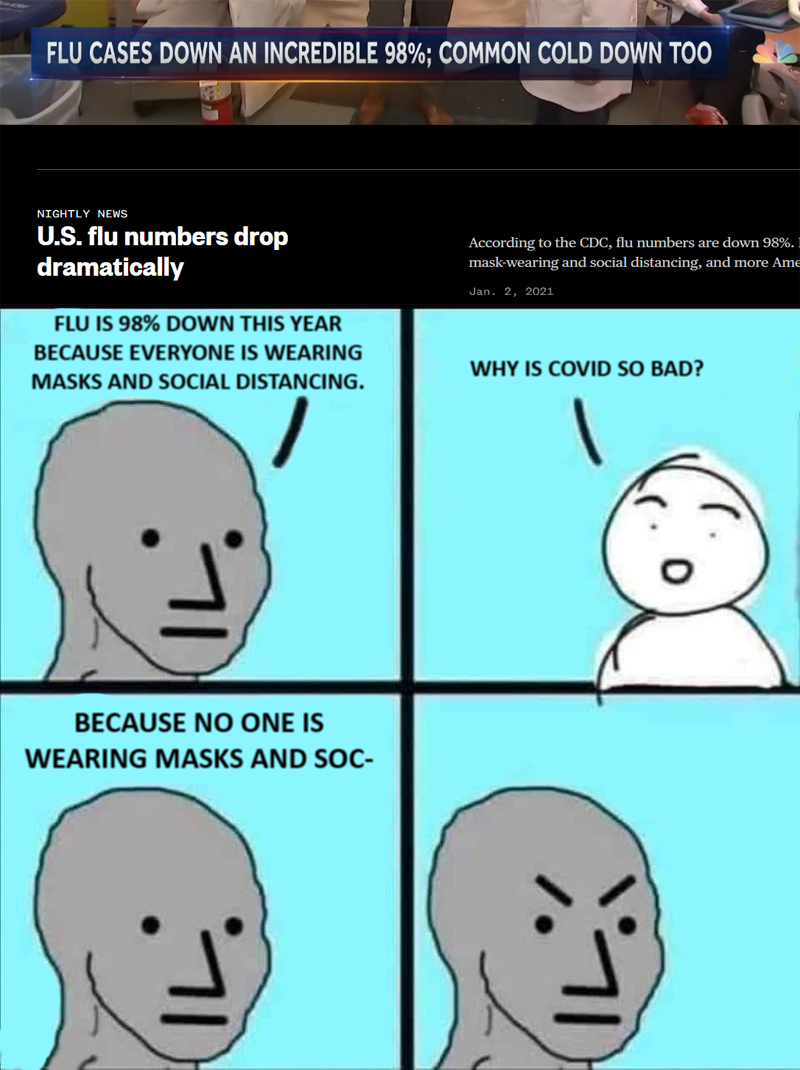 FLU CASES DOWN AN INCREDIBLE 98%; COMMON COLD DOWN TOO
NIGHTLY NEWS
U.S. flu numbers drop
dramatically
According to the CDC, flu numbers are down 98%.
mask-wearing and social distancing, and more Ame
Jan. 2, 2021
FLU IS 98% DOWN THIS YEAR
BECAUSE EVERYONE IS WEARING
MASKS AND SOCIAL DISTANCING.
WHY IS COVID SO BAD?
BECAUSE NO ONE IS
WEARING MASKS AND SOC-